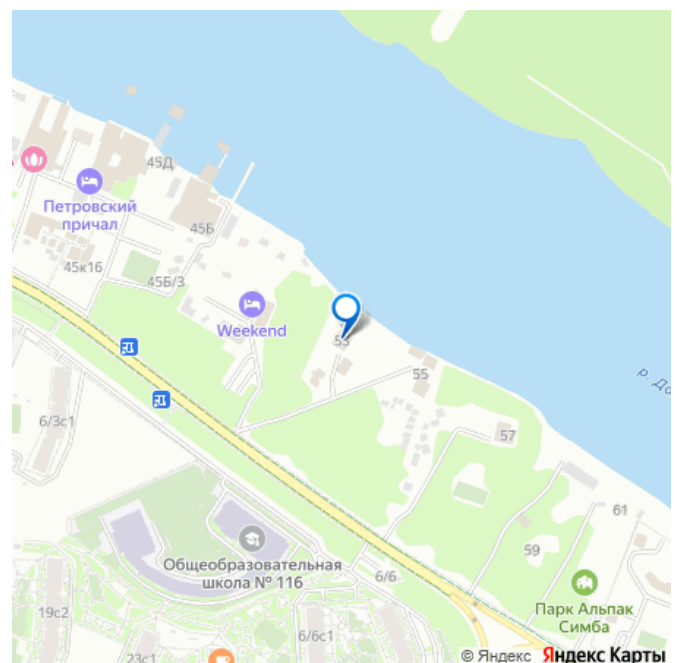 45Д
Петровский
причал
45Б
45к16
45Б/3
Weekend
53
55
р. До
6/3с1
57
61
Общеобразовательная
школа № 116
59
6/6
Парк Альпак
Симба
19с2
6/6с1
23с1
© Яндекс Яндекс Карты